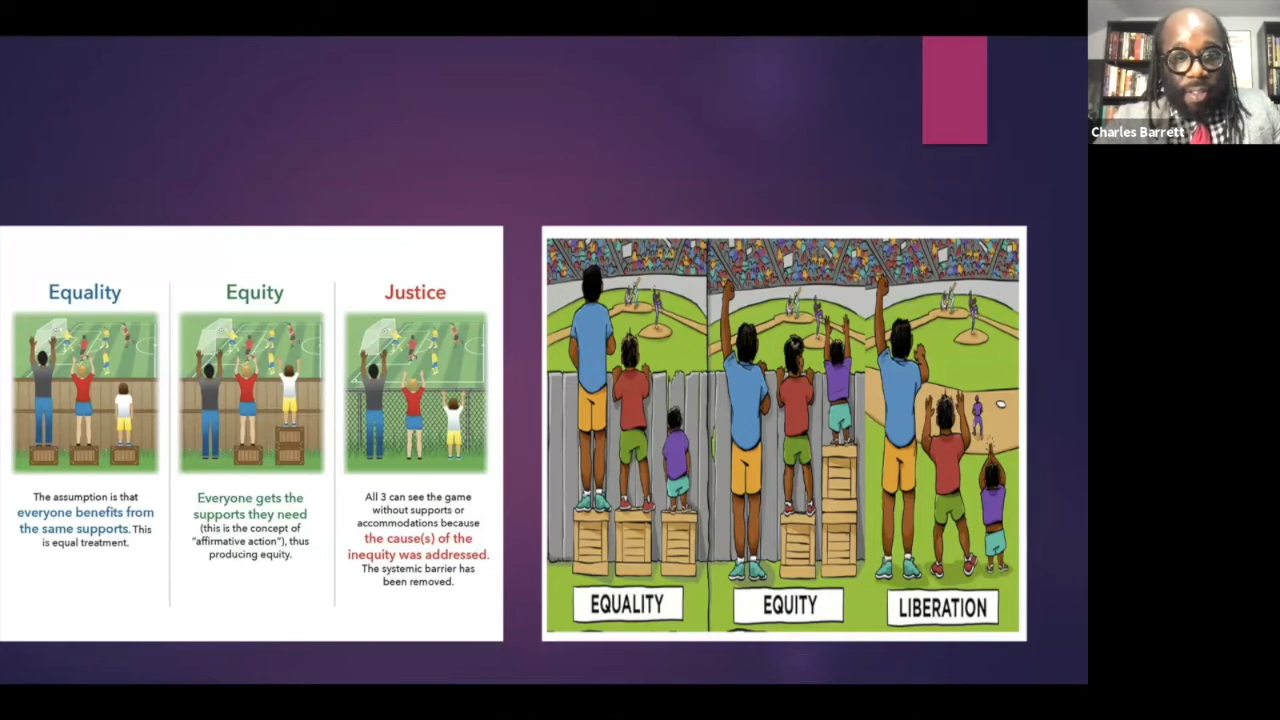 Equality
The assumption is that
everyone benefits from
the same supports. This
is equal treatment.
Equity
Everyone gets the
supports they need
(this is the concept of
"affirmative action"), thus
producing equity.
Justice
All 3 can see the game
without supports or
accommodations because
the cause(s) of the
inequity was addressed.
The systemic barrier has
been removed.
EQUALITY
EQUITY
LIBERATION
Charles Barrett